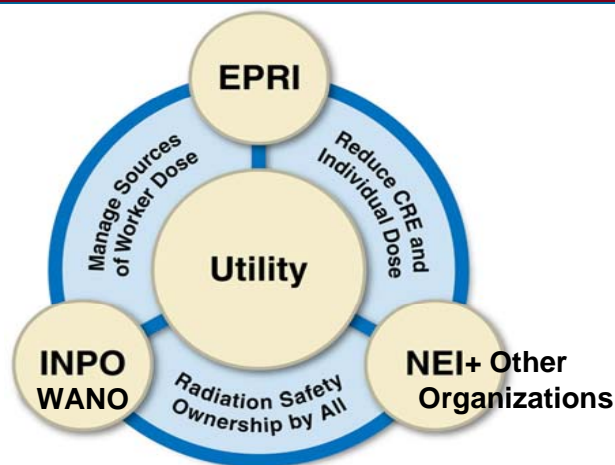 EPRI
Manage Sources
of Worker Dose
Reduce CRE and
Individual Dose
Utility
INPO
WANO
NEI+ Other
Organizations
Radiation Safety
Ownership by All